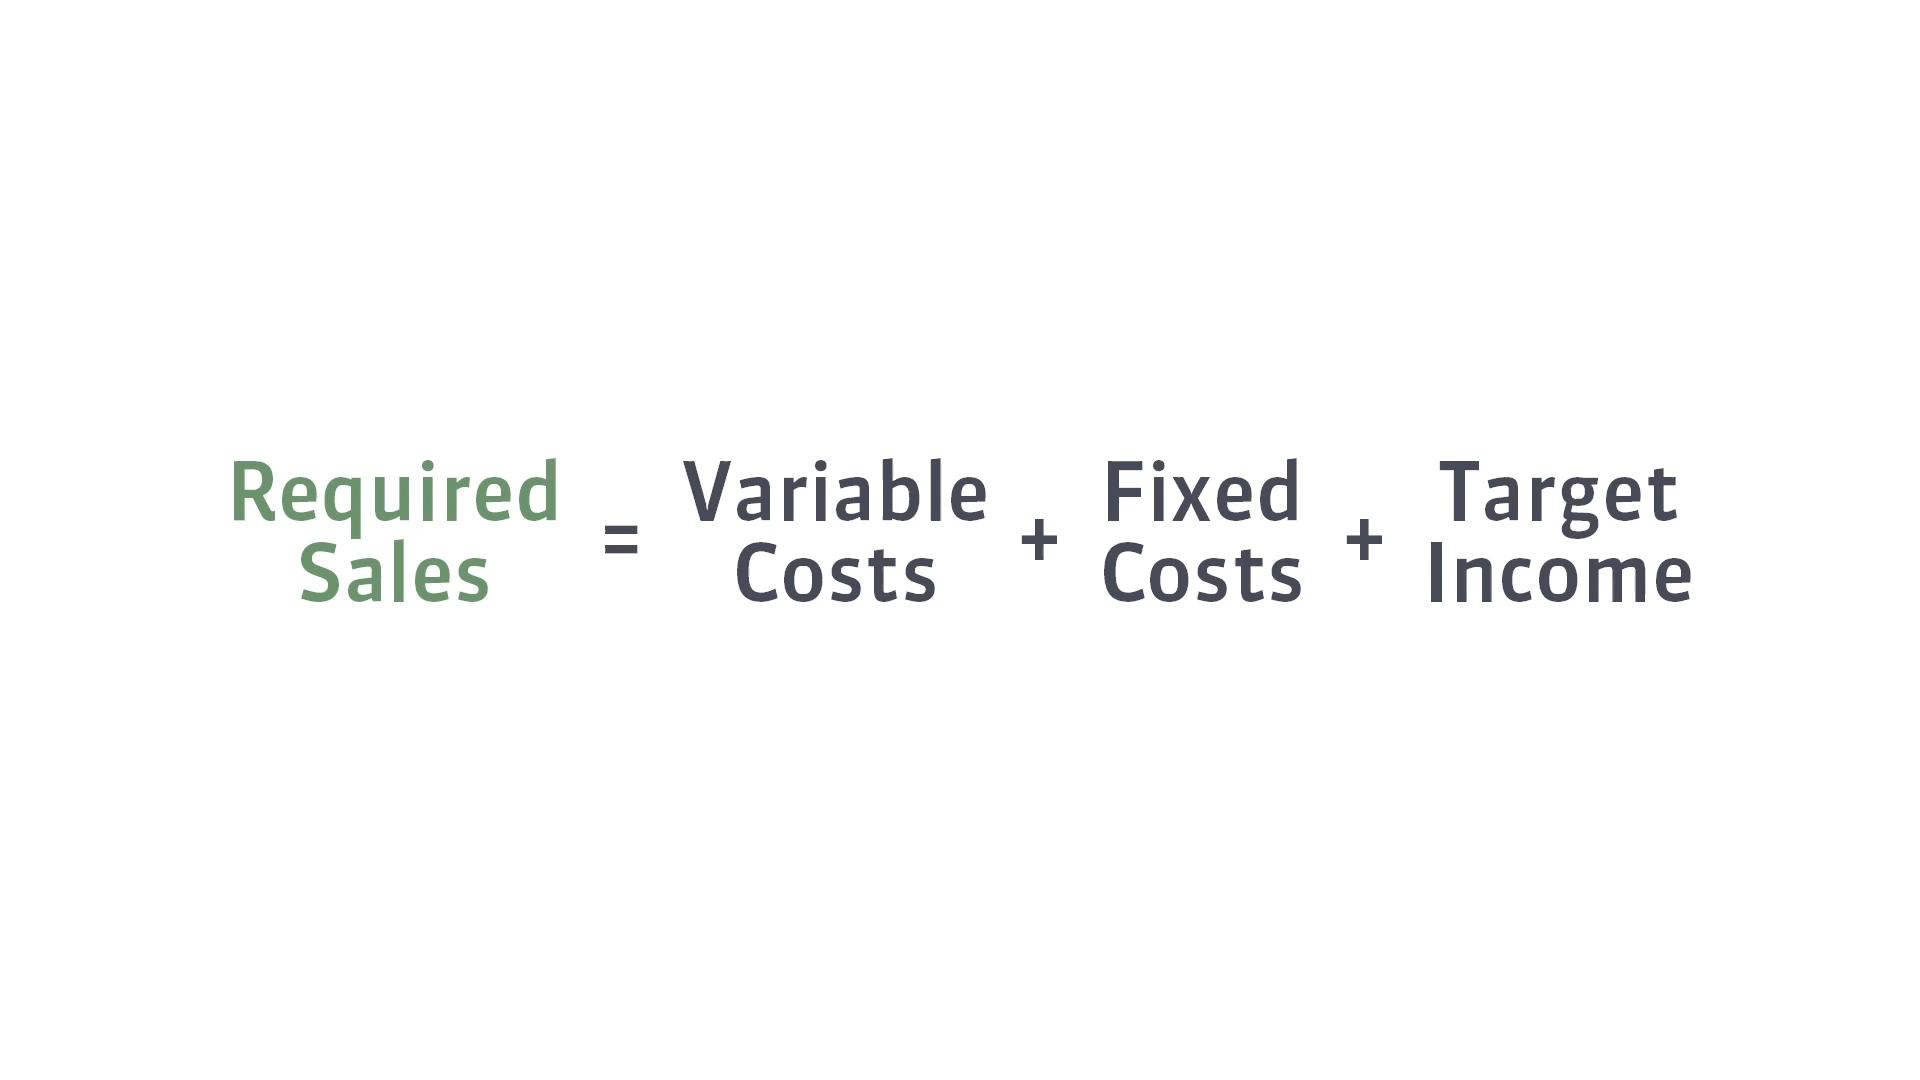 Required Sales = Variable Costs + Fixed Costs + Target Income